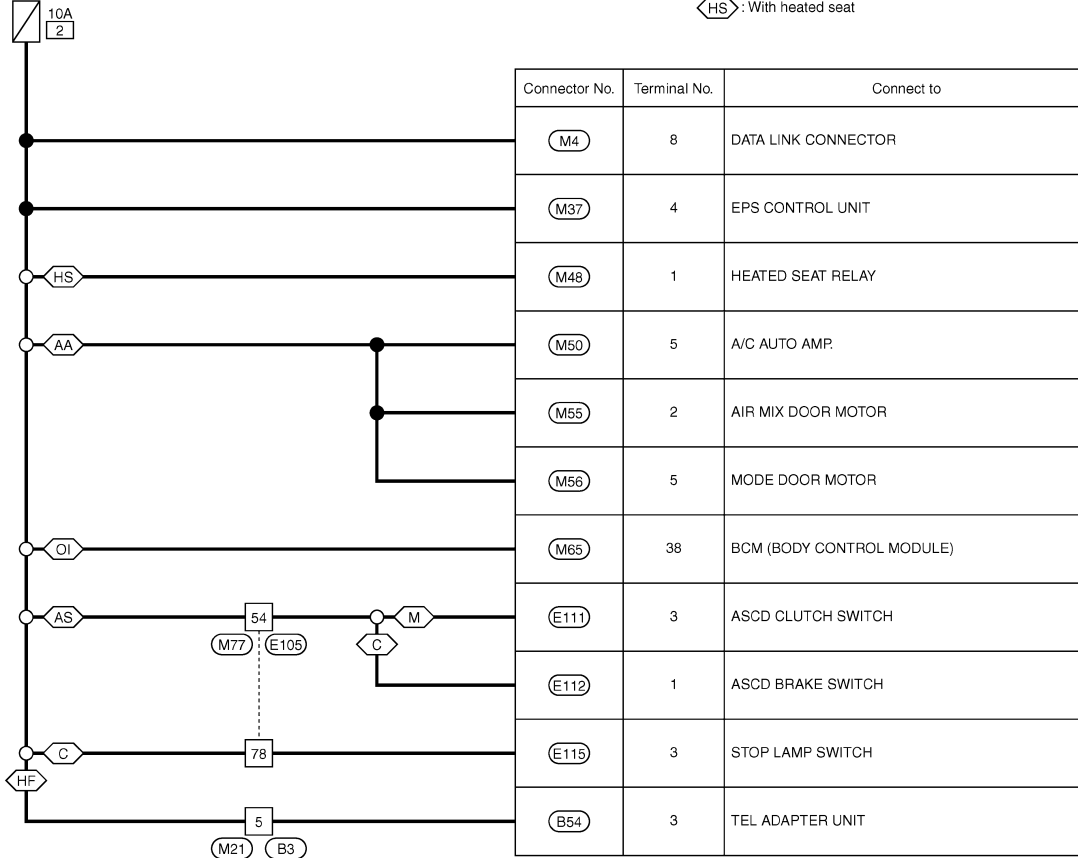 10A
2
HS : With heated seat
Connector No. Terminal No. Connect to
M4 8 DATA LINK CONNECTOR
M37 4 EPS CONTROL UNIT
HS M48 1 HEATED SEAT RELAY
AA M50 5 A/C AUTO AMP.
M55 2 AIR MIX DOOR MOTOR
M56 5 MODE DOOR MOTOR
OI M65 38 BCM (BODY CONTROL MODULE)
AS 54 M E111 3 ASCD CLUTCH SWITCH
M77 E105 C
E112 1 ASCD BRAKE SWITCH
C 78 E115 3 STOP LAMP SWITCH
HF
5 B54 3 TEL ADAPTER UNIT
M21 B3